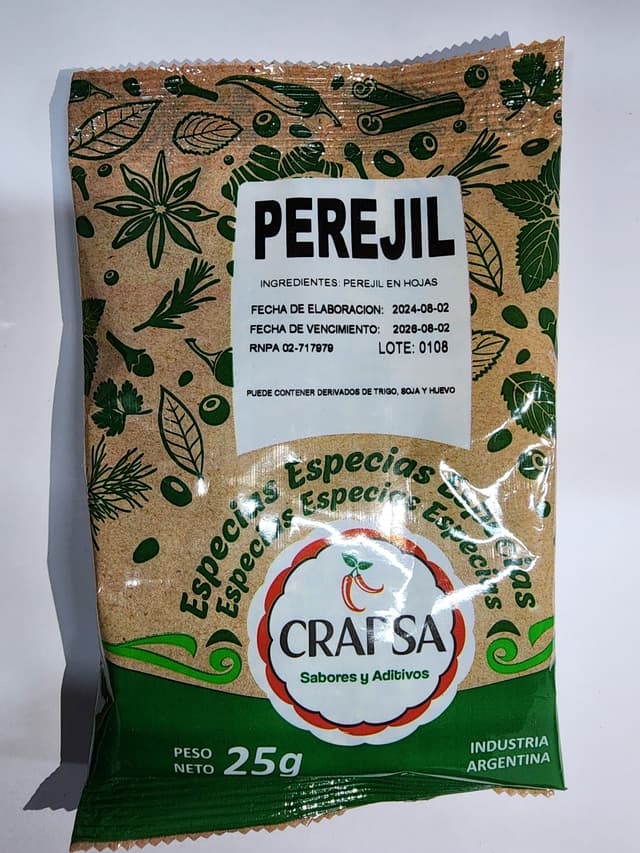 PEREJIL
INGREDIENTES: PEREJIL EN HOJAS
FECHA DE ELABORACION: 2024-08-02
FECHA DE VENCIMIENTO: 2026-08-02
RNPA 02-717979 LOTE: 0108
PUEDE CONTENER DERIVADOS DE TRIGO, SOJA Y HUEVO
Especias Especias Especias
Especias Especias Especias
CRAFSA
Sabores y Aditivos
PESO
NETO 25g
INDUSTRIA
ARGENTINA